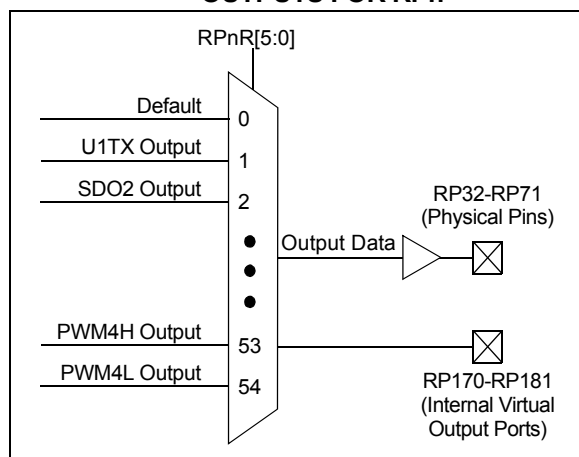 OUTPUTS FOR RPn
RPnR[5:0]
Default
0
U1TX Output
1
SDO2 Output
2
RP32-RP71
(Physical Pins)
Output Data
PWM4H Output
53
PWM4L Output
54
RP170-RP181
(Internal Virtual
Output Ports)